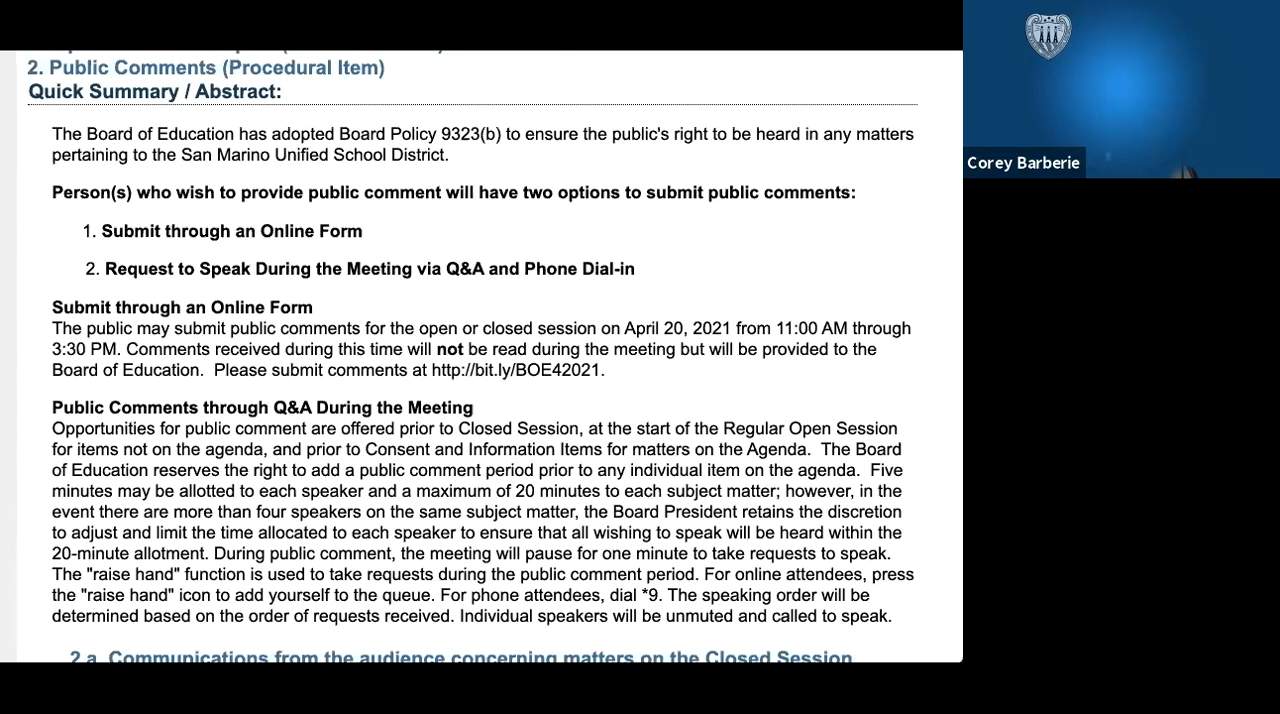 2. Public Comments (Procedural Item)
Quick Summary / Abstract:
The Board of Education has adopted Board Policy 9323(b) to ensure the public's right to be heard in any matters
pertaining to the San Marino Unified School District.
Person(s) who wish to provide public comment will have two options to submit public comments:
1. Submit through an Online Form
2. Request to Speak During the Meeting via Q&A and Phone Dial-in
Submit through an Online Form
The public may submit public comments for the open or closed session on April 20, 2021 from 11:00 AM through
3:30 PM. Comments received during this time will not be read during the meeting but will be provided to the
Board of Education. Please submit comments at http://bit.ly/BOE42021.
Public Comments through Q&A During the Meeting
Opportunities for public comment are offered prior to Closed Session, at the start of the Regular Open Session
for items not on the agenda, and prior to Consent and Information Items for matters on the Agenda. The Board
of Education reserves the right to add a public comment period prior to any individual item on the agenda. Five
minutes may be allotted to each speaker and a maximum of 20 minutes to each subject matter; however, in the
event there are more than four speakers on the same subject matter, the Board President retains the discretion
to adjust and limit the time allocated to each speaker to ensure that all wishing to speak will be heard within the
20-minute allotment. During public comment, the meeting will pause for one minute to take requests to speak.
The "raise hand" function is used to take requests during the public comment period. For online attendees, press
the "raise hand" icon to add yourself to the queue. For phone attendees, dial *9. The speaking order will be
determined based on the order of requests received. Individual speakers will be unmuted and called to speak.
2.a. Communications from the audience concerning matters on the Closed Session
Corey Barberie